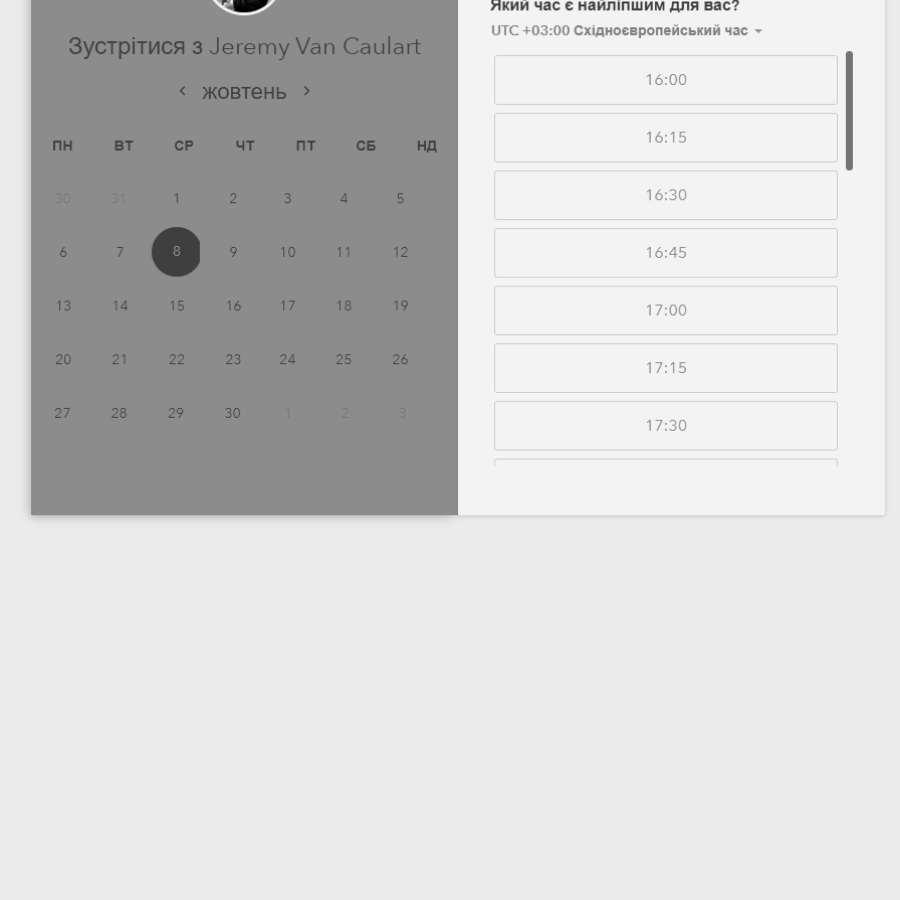 Зустрітися з Jeremy Van Caulart
< жовтень >
ПН ВТ СР ЧТ ПТ СБ НД
30 31 1 2 3 4 5
6 7 8 9 10 11 12
13 14 15 16 17 18 19
20 21 22 23 24 25 26
27 28 29 30 1 2 3
Який час є найліпшим для вас?
UTC +03:00 Східноєвропейський час
16:00
16:15
16:30
16:45
17:00
17:15
17:30